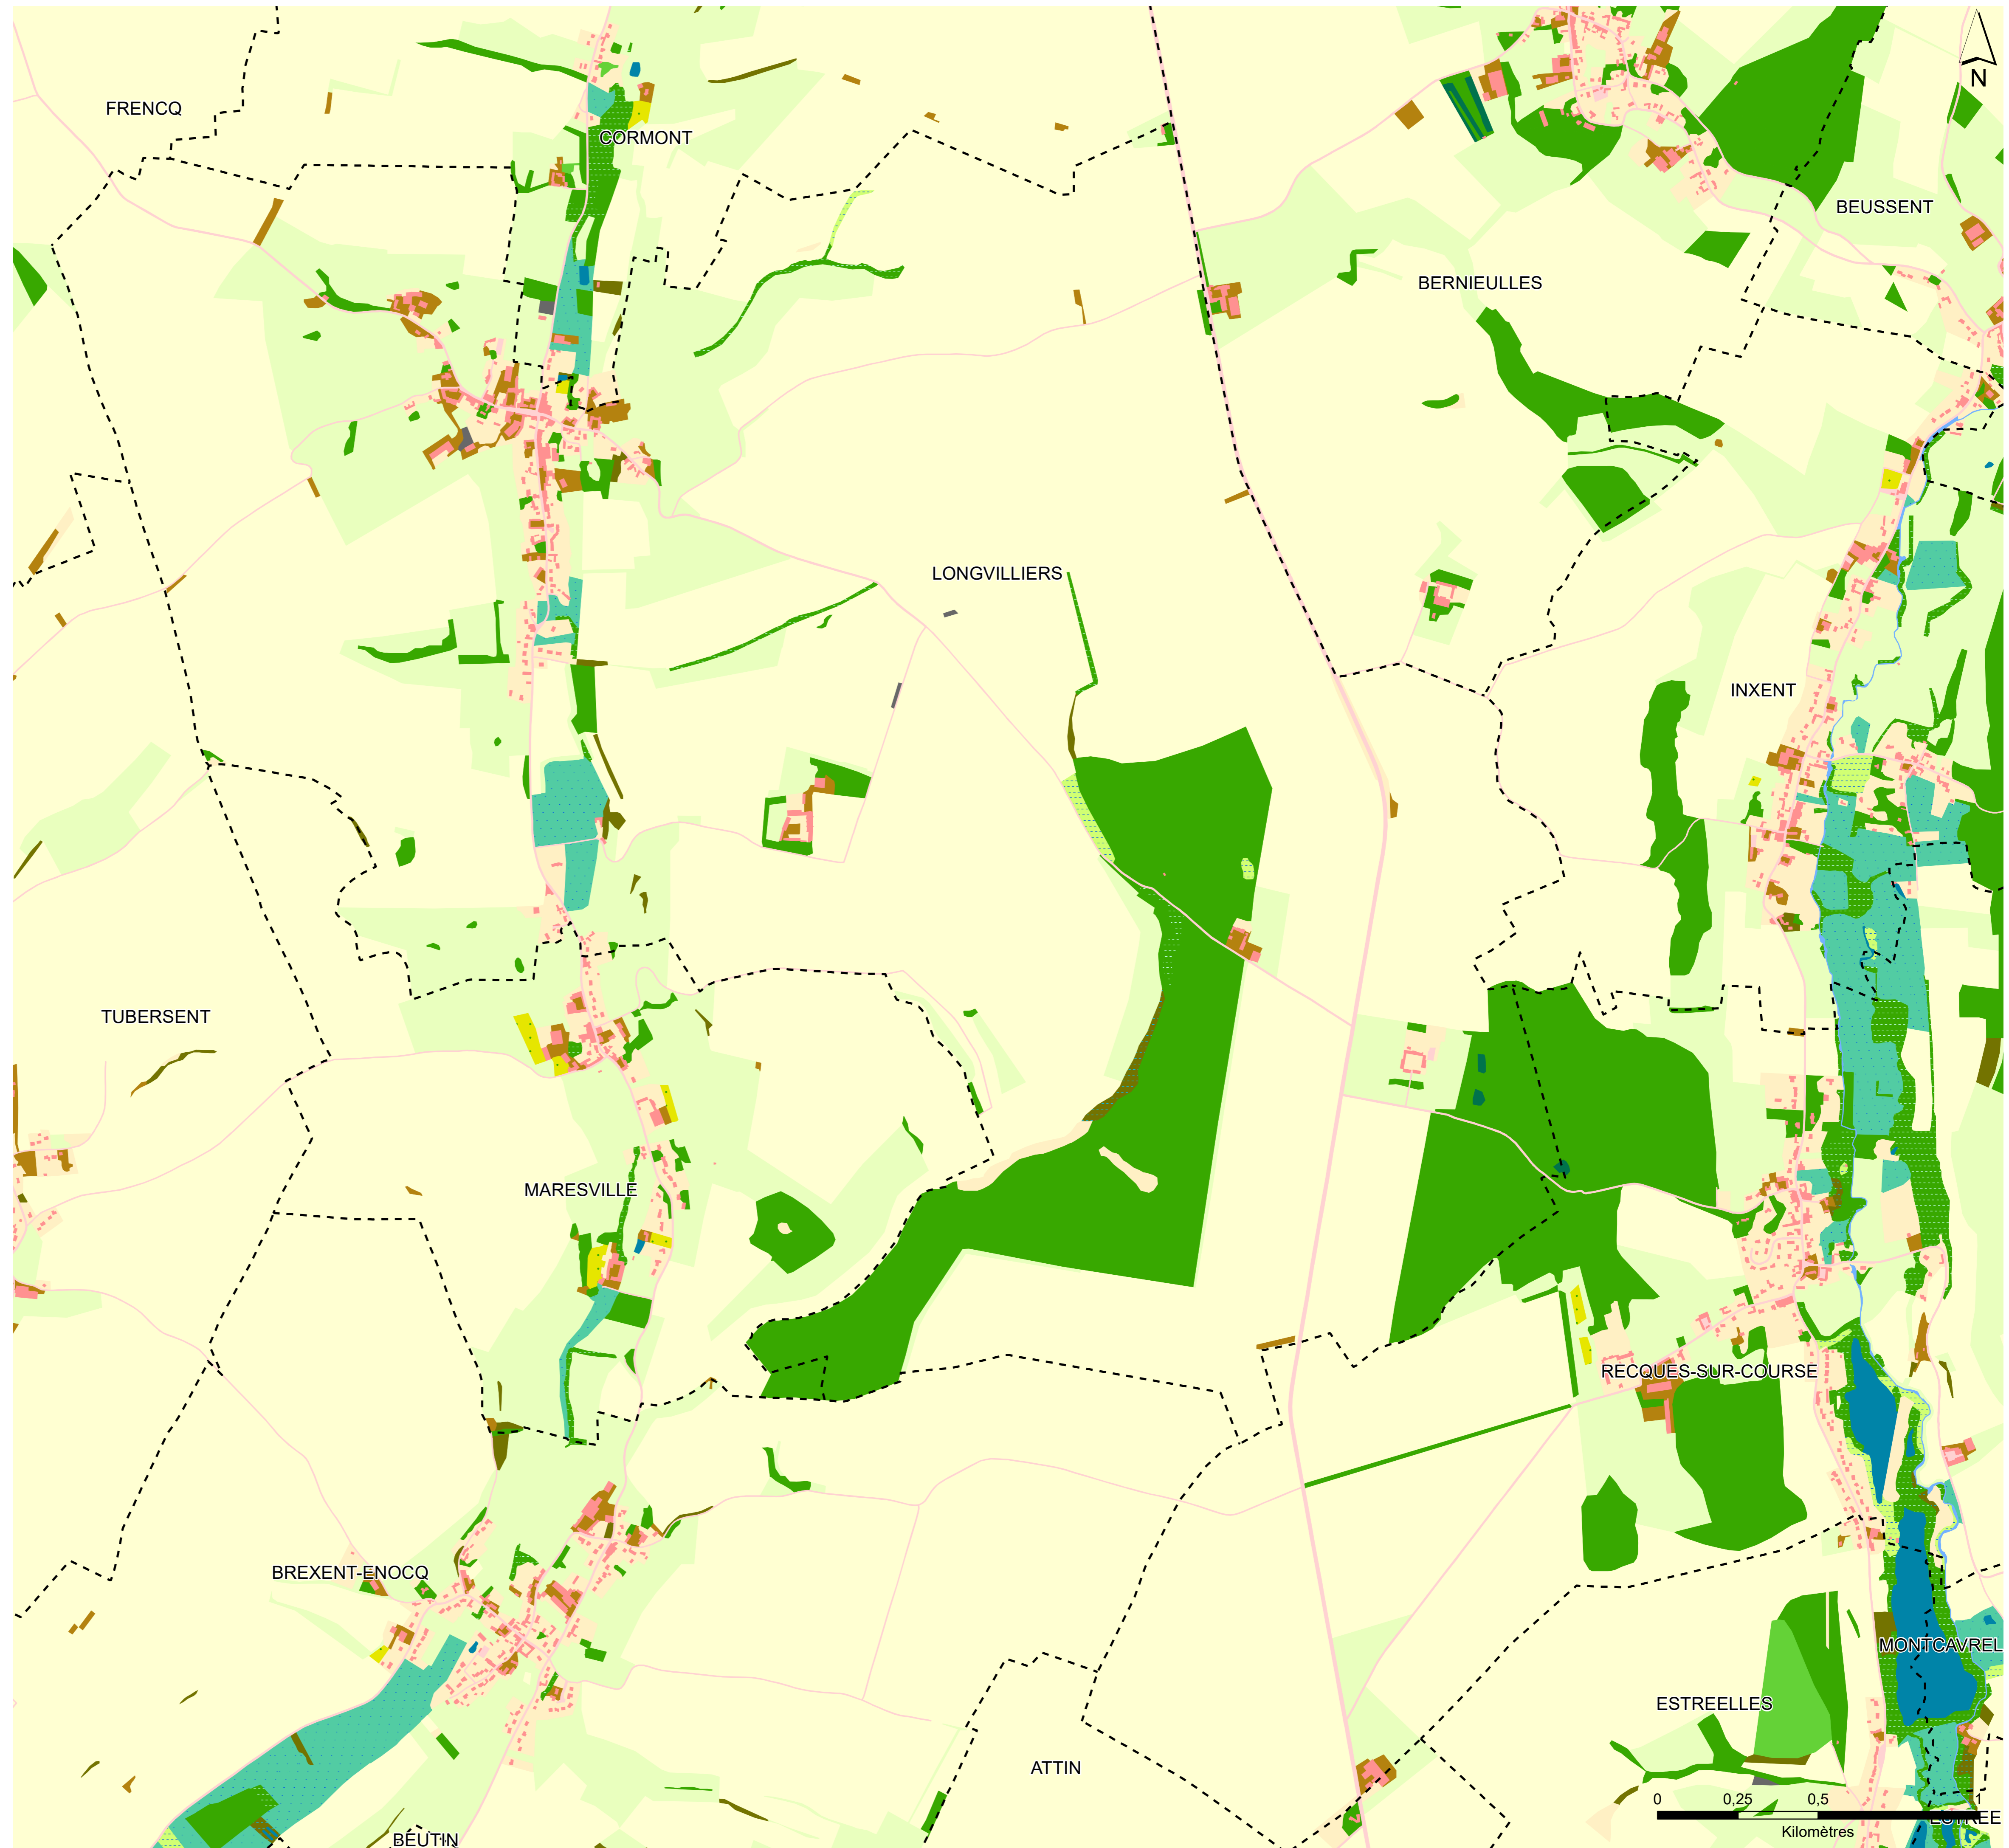 N
FRENCQ
CORMONT
BEUSSENT
BERNIEULLES
LONGVILLIERS
INXENT
TUBERSENT
MARESVILLE
RECQUES-SUR-COURSE
BREXENT-ENOCQ
MONTCAVREL
ESTREELLES
ATTIN
0 0,25 0,5 1
ESTREE
Kilomètres
BEUTIN